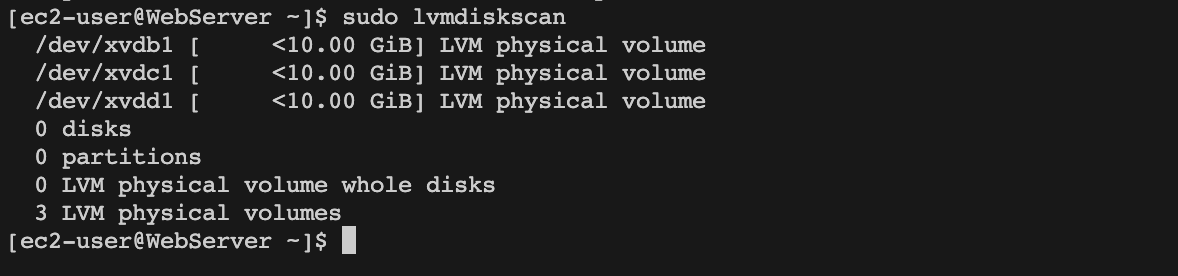 [ec2-user@WebServer ~]$ sudo lvmdiskscan
  /dev/xvdb1 [     <10.00 GiB] LVM physical volume
  /dev/xvdc1 [     <10.00 GiB] LVM physical volume
  /dev/xvdd1 [     <10.00 GiB] LVM physical volume
  0 disks
  0 partitions
  0 LVM physical volume whole disks
  3 LVM physical volumes
[ec2-user@WebServer ~]$